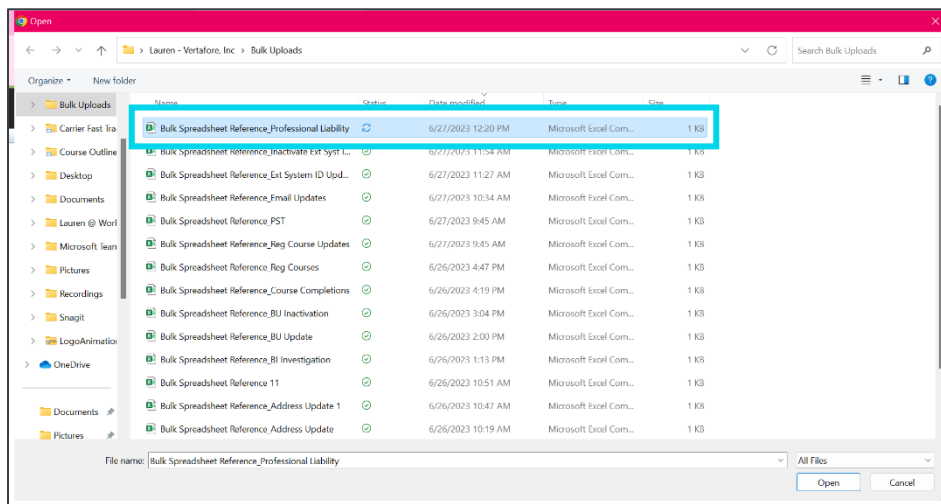 Open
Lauren - Vertafore, Inc > Bulk Uploads
Search Bulk Uploads
Organize
New folder
Name Status Date modified Type Size
Bulk Uploads
Carrier Fast Tra
Course Outline
Desktop
Documents
Lauren @ Worl
Microsoft Team
Pictures
Recordings
Snagit
LogoAnimation
OneDrive
Documents
Pictures
Bulk Spreadsheet Reference_Professional Liability 6/27/2023 12:20 PM Microsoft Excel Com... 1 KB
Bulk Spreadsheet Reference_Inactivate Ext Syst I... 6/27/2023 11:54 AM Microsoft Excel Com... 1 KB
Bulk Spreadsheet Reference_Ext System ID Upd... 6/27/2023 11:27 AM Microsoft Excel Com... 1 KB
Bulk Spreadsheet Reference_Email Updates 6/27/2023 10:34 AM Microsoft Excel Com... 1 KB
Bulk Spreadsheet Reference_PST 6/27/2023 9:45 AM Microsoft Excel Com... 1 KB
Bulk Spreadsheet Reference_Reg Course Updates 6/27/2023 9:45 AM Microsoft Excel Com... 1 KB
Bulk Spreadsheet Reference_Reg Courses 6/26/2023 4:47 PM Microsoft Excel Com... 1 KB
Bulk Spreadsheet Reference_Course Completions 6/26/2023 4:19 PM Microsoft Excel Com... 1 KB
Bulk Spreadsheet Reference_BU Inactivation 6/26/2023 3:04 PM Microsoft Excel Com... 1 KB
Bulk Spreadsheet Reference_BU Update 6/26/2023 2:00 PM Microsoft Excel Com... 1 KB
Bulk Spreadsheet Reference_BI Investigation 6/26/2023 1:13 PM Microsoft Excel Com... 1 KB
Bulk Spreadsheet Reference 11 6/26/2023 10:51 AM Microsoft Excel Com... 1 KB
Bulk Spreadsheet Reference_Address Update 1 6/26/2023 10:47 AM Microsoft Excel Com... 1 KB
Bulk Spreadsheet Reference_Address Update 6/26/2023 10:19 AM Microsoft Excel Com... 1 KB
File name: Bulk Spreadsheet Reference_Professional Liability
All Files
Open Cancel